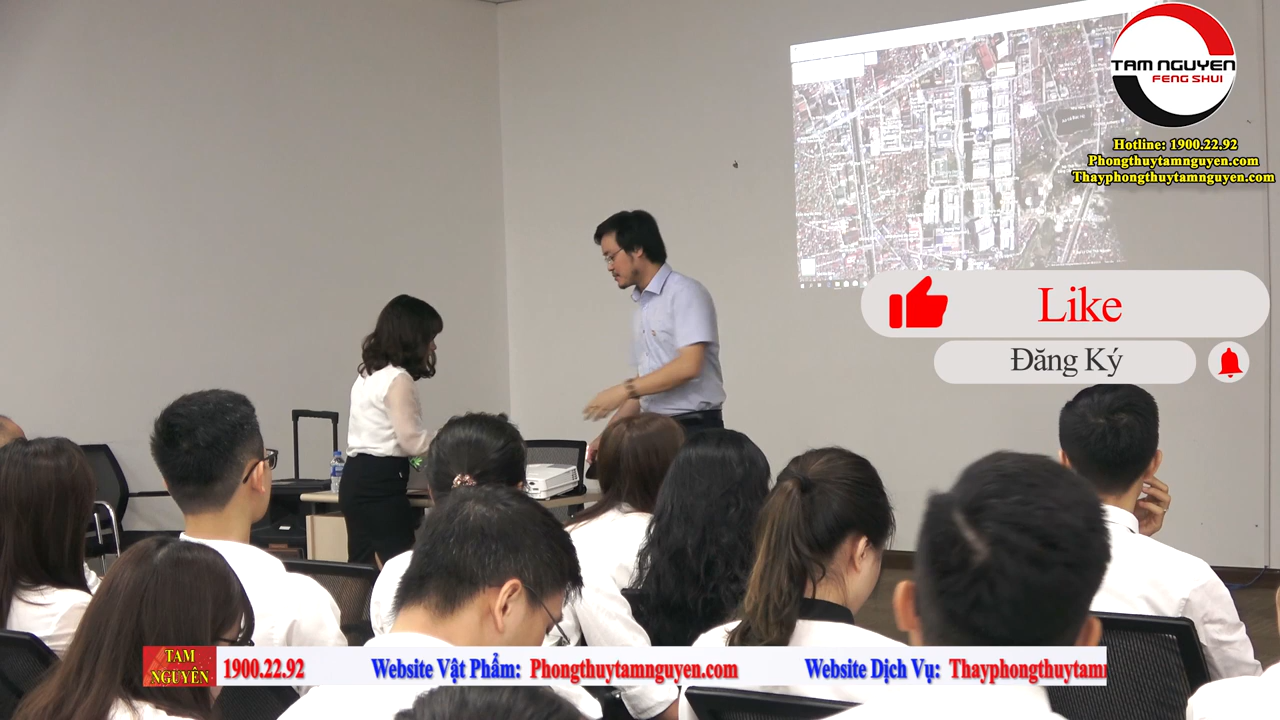 TAM NGUYEN
FENG SHUI
Hotline: 1900.22.92
Phongthuytamnguyen.com
Thayphongthuytamnguyen.com
Like
Đăng Ký
TAM
NGUYÊN
1900.22.92 Website Vật Phẩm: Phongthuytamnguyen.com Website Dịch Vụ: Thayphongthuytamn